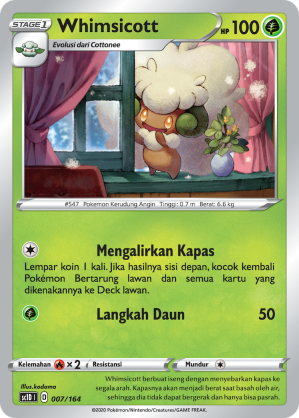 STAGE 1 Whimsicott HP 100
Evolusi dari Cottonee
#547 Pokémon Kerudung Angin Tinggi: 0.7 m Berat: 6.6 kg
Mengalirkan Kapas
Lempar koin 1 kali. Jika hasilnya sisi depan, kocok kembali
Pokémon Bertarung lawan dan semua kartu yang
dikenakannya ke Deck lawan.
Langkah Daun 50
Kelemahan ×2 Resistansi Mundur
Illus.kodama
sc1D I D 007/164
Whimsicott berbuat iseng dengan menyebarkan kapasnya ke
segala arah. Kapasnya akan menjadi berat saat basah oleh air,
sehingga dia tidak dapat bergerak dan hanya bisa pasrah.
©2020 Pokémon/Nintendo/Creatures/GAME FREAK.